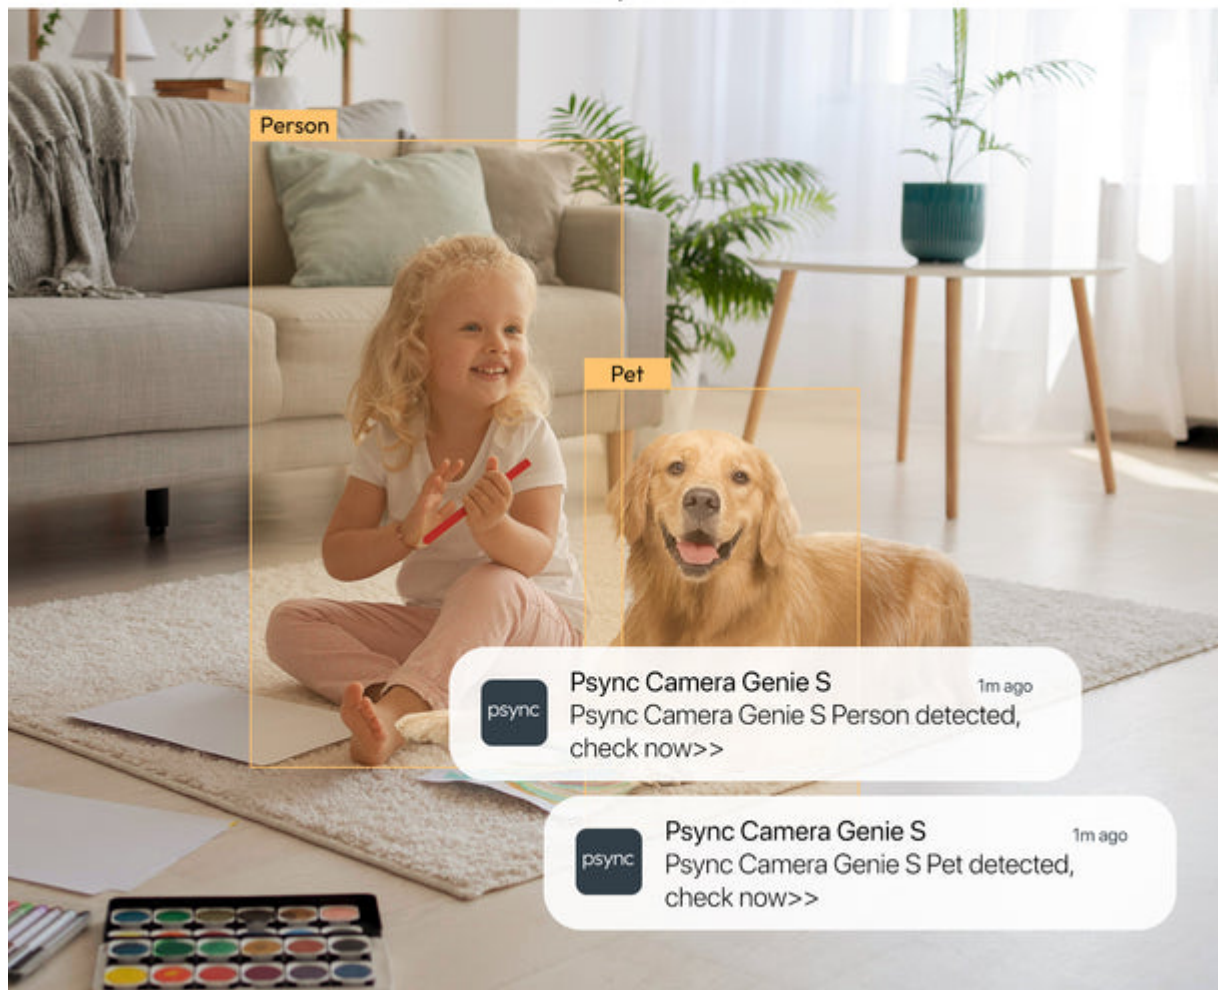 Person
Pet
psync
Psync Camera Genie S
1m ago
Psync Camera Genie S Person detected,
check now>>
psync
Psync Camera Genie S
1m ago
Psync Camera Genie S Pet detected,
check now>>